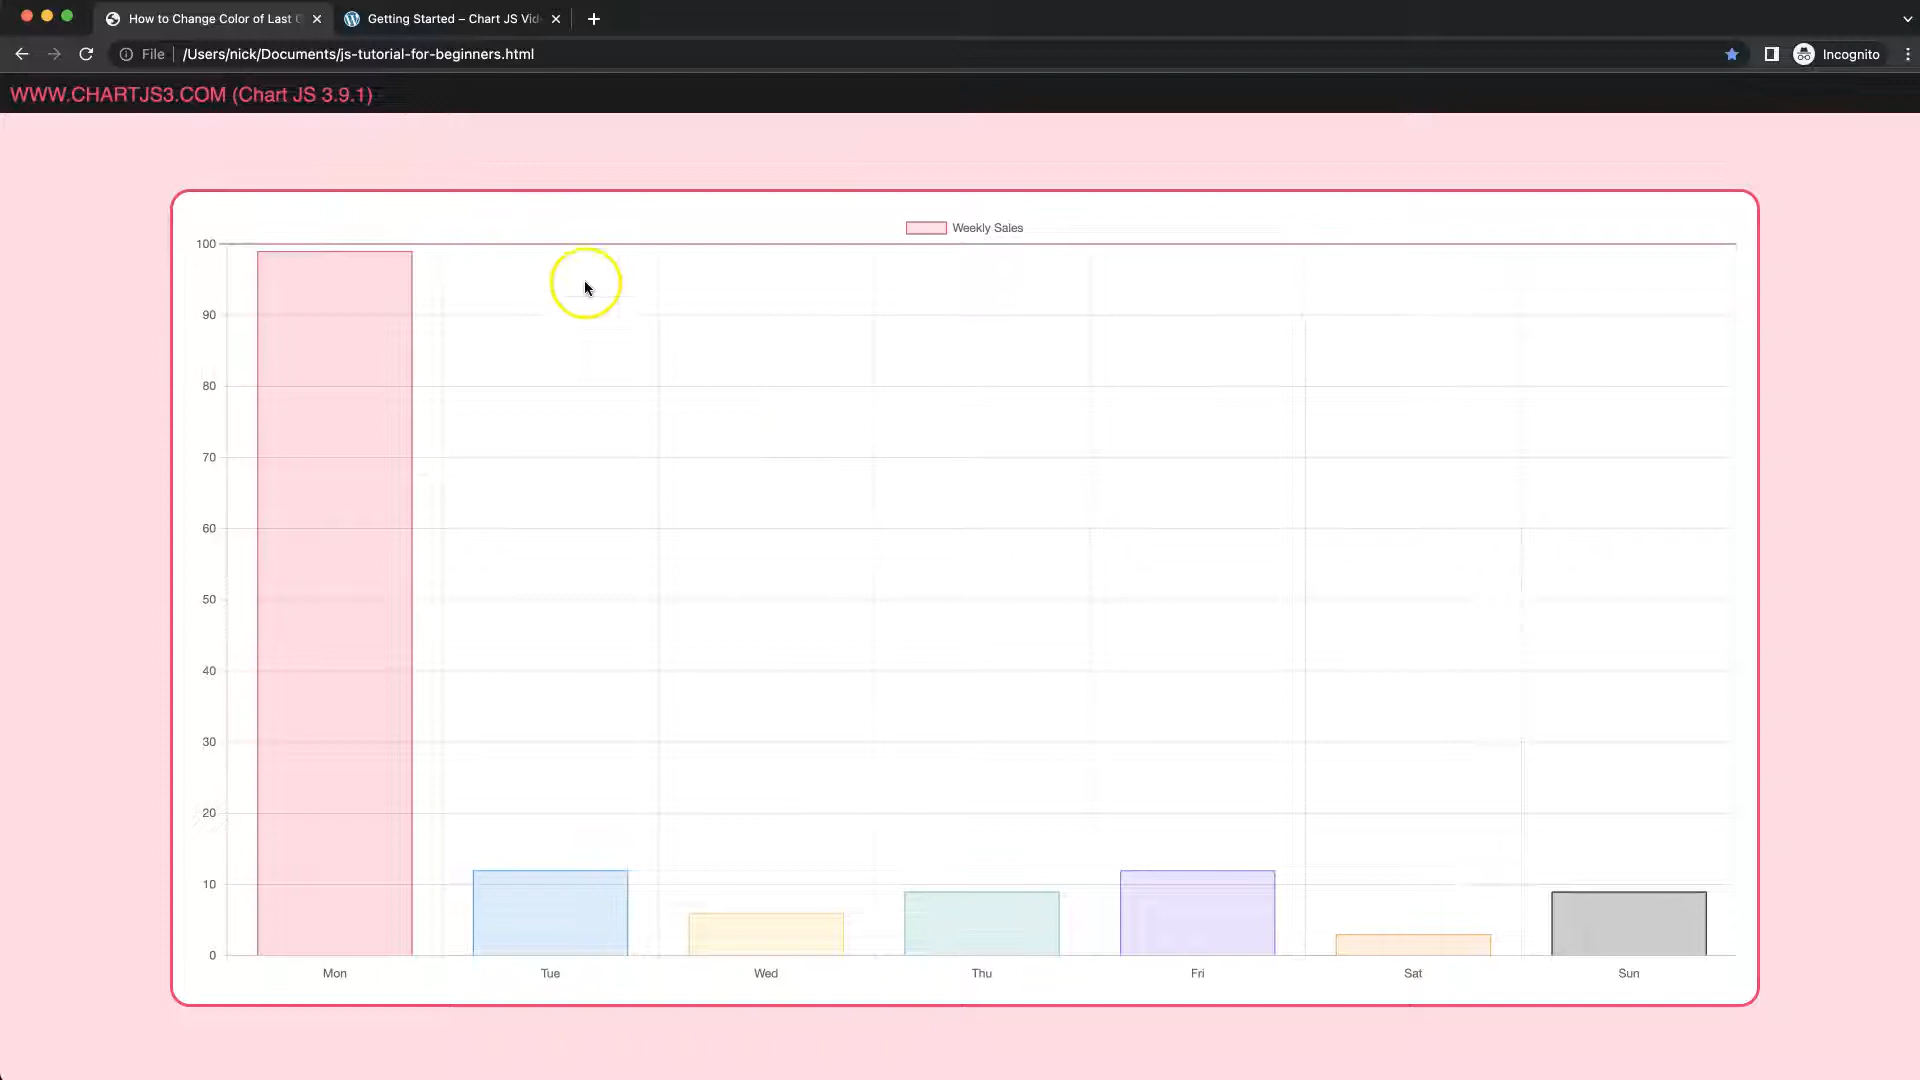 How to Change Color of Last
Getting Started – Chart JS Vid
File
/Users/nick/Documents/js-tutorial-for-beginners.html
Incognito
WWW.CHARTJS3.COM (Chart JS 3.9.1)
Weekly Sales
100
90
80
70
60
50
40
30
20
10
0
Mon Tue Wed Thu Fri Sat Sun